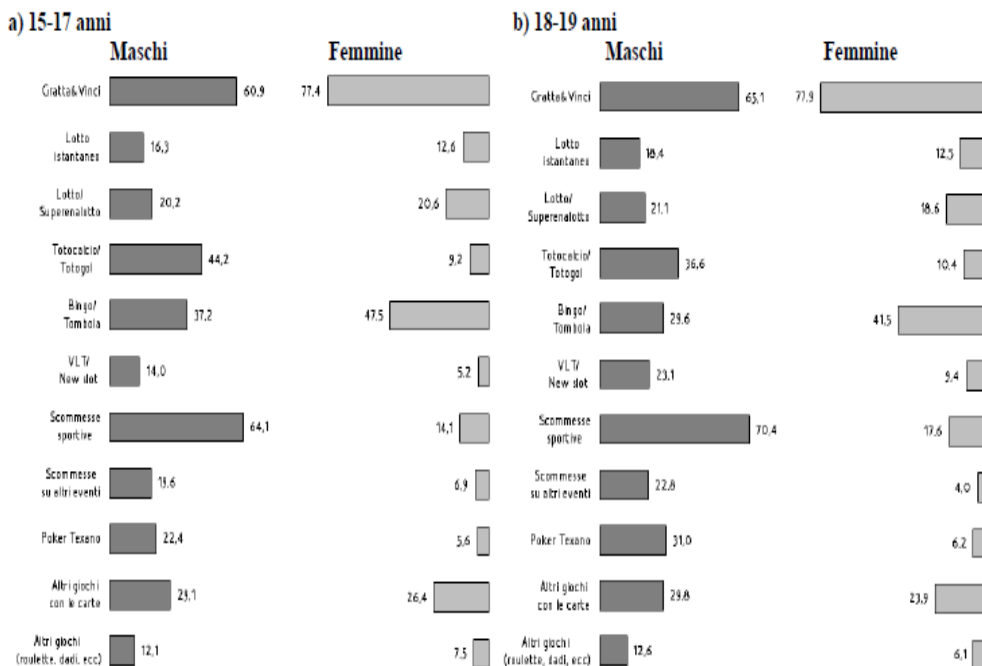 a) 15-17 anni
Maschi
Femmine
Gratta&Vinci
60,9
77,4
Lotto
istantaneo
16,3
12,6
Lotto/
Superenalotto
20,2
20,6
Totocalcio/
Totogol
44,2
9,2
Bingo/
Tombola
37,2
47,5
VLT/
New slot
14,0
5,2
Scommesse
sportive
64,1
14,1
Scommesse
su altri eventi
19,6
6,9
Poker Texano
22,4
5,6
Altri giochi
con le carte
29,1
26,4
Altri giochi
(roulette, dadi, ecc)
12,1
7,5
b) 18-19 anni
Maschi
Femmine
Gratta&Vinci
65,1
77,9
Lotto
istantaneo
18,4
12,5
Lotto/
Superenalotto
21,1
18,6
Totocalcio/
Totogol
36,6
10,4
Bingo/
Tombola
29,6
41,5
VLT/
New slot
23,1
9,4
Scommesse
sportive
70,4
17,6
Scommesse
su altri eventi
22,8
4,0
Poker Texano
31,0
6,2
Altri giochi
con le carte
29,8
23,9
Altri giochi
(roulette, dadi, ecc)
12,6
6,1